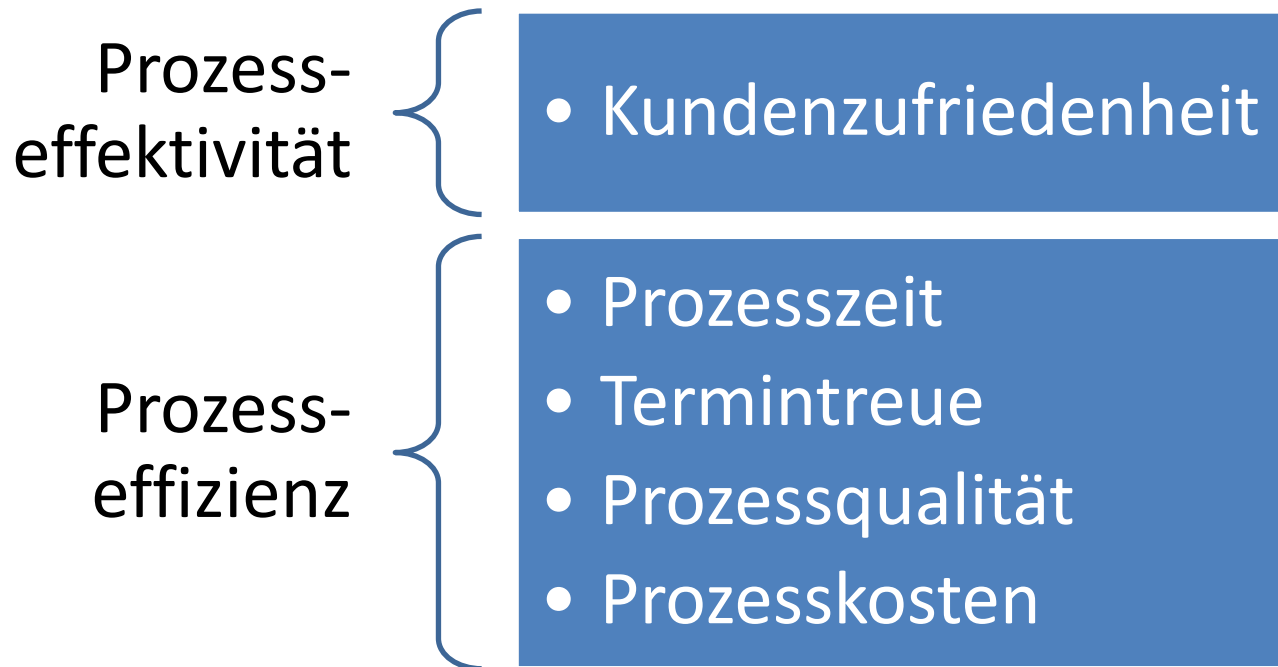 Prozess-
effektivität
• Kundenzufriedenheit
Prozess-
effizienz
• Prozesszeit
• Termintreue
• Prozessqualität
• Prozesskosten